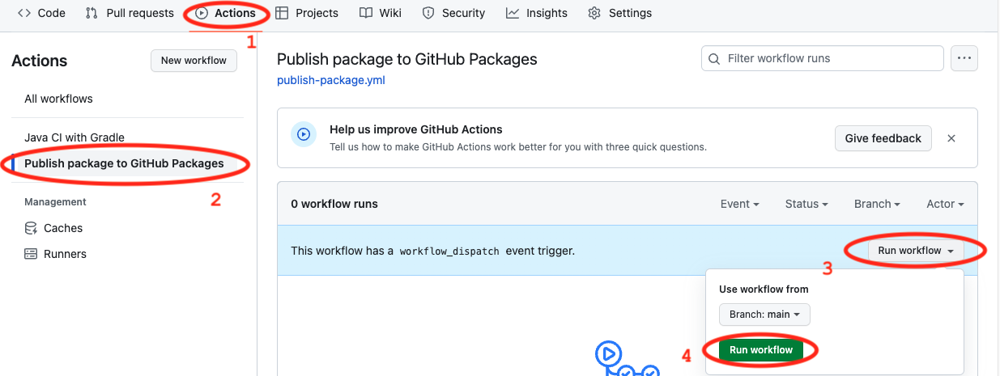 Code Pull requests Actions Projects Wiki Security Insights Settings
1
Actions New workflow
All workflows
Java CI with Gradle
Publish package to GitHub Packages
2
Management
Caches
Runners
Publish package to GitHub Packages
publish-package.yml
Filter workflow runs
Help us improve GitHub Actions
Tell us how to make GitHub Actions work better for you with three quick questions.
Give feedback
0 workflow runs Event Status Branch Actor
This workflow has a workflow_dispatch event trigger. Run workflow
3
Use workflow from
Branch: main
4 Run workflow